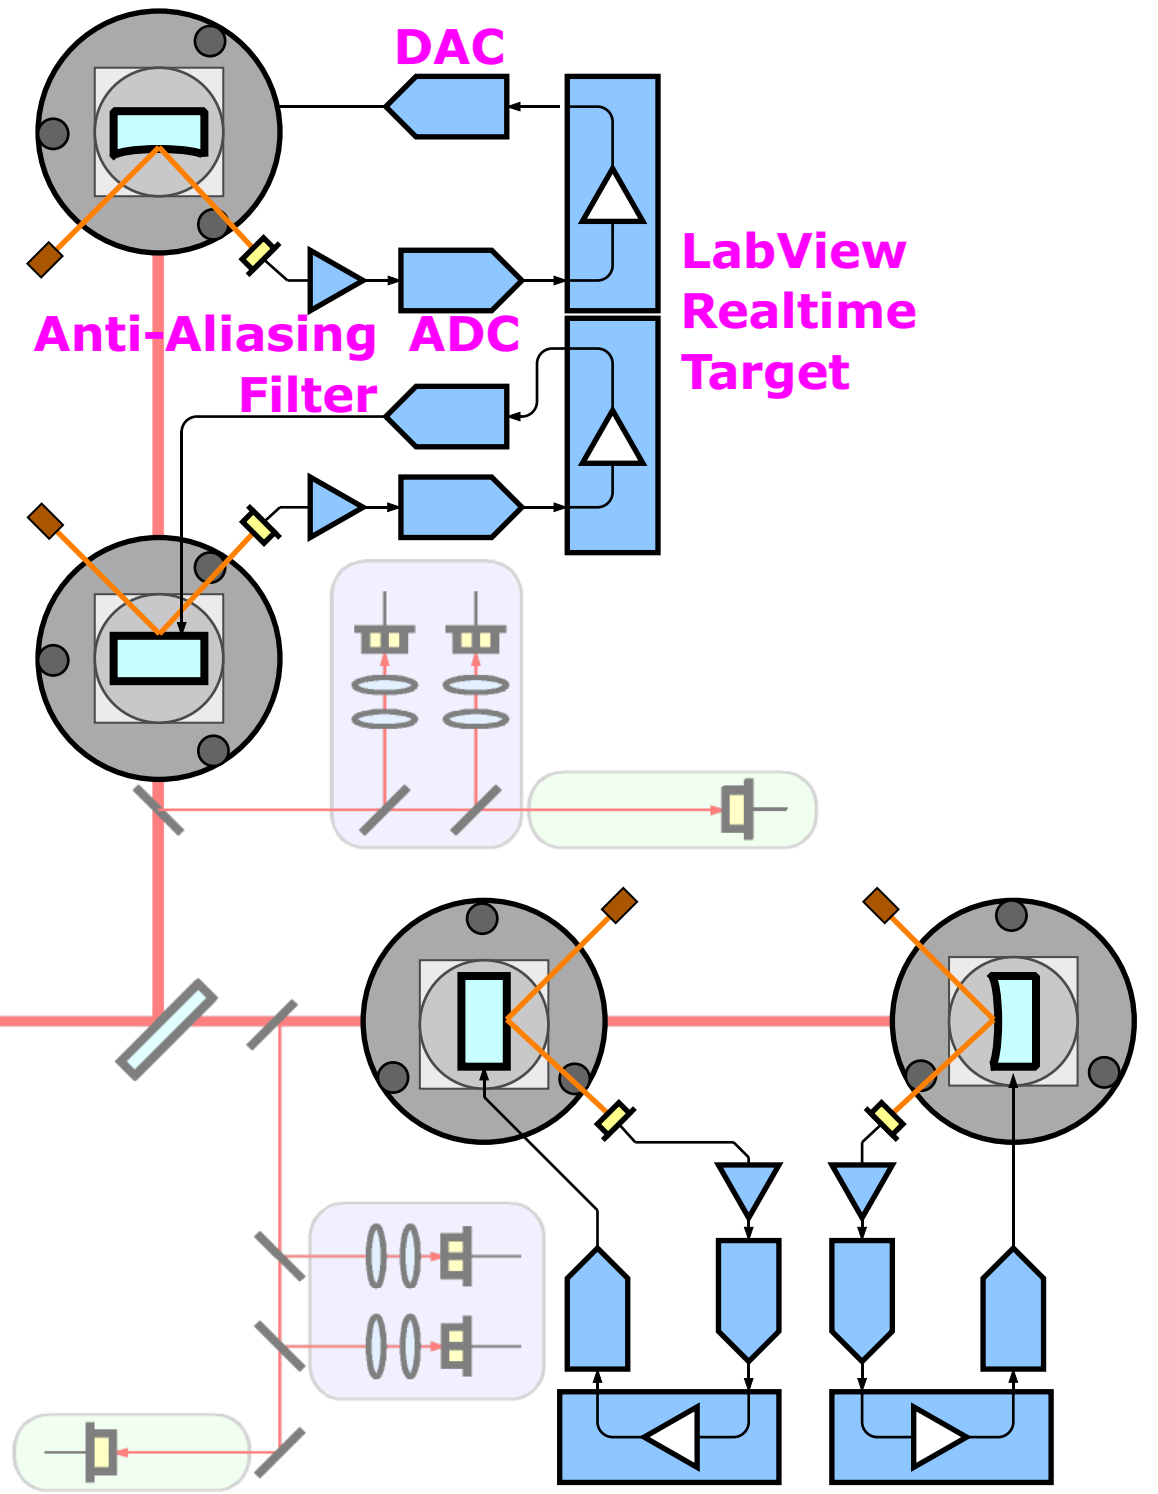 DAC
LabView
Realtime
Target
Anti-Aliasing
Filter
ADC